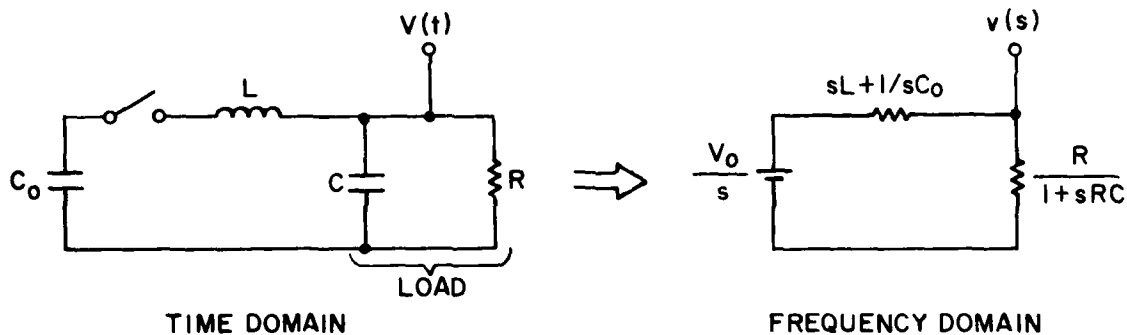 V(t)
L
C₀
C
R
LOAD
TIME DOMAIN
v(s)
sL+1/sC₀
V₀
s
R
1+sRC
FREQUENCY DOMAIN